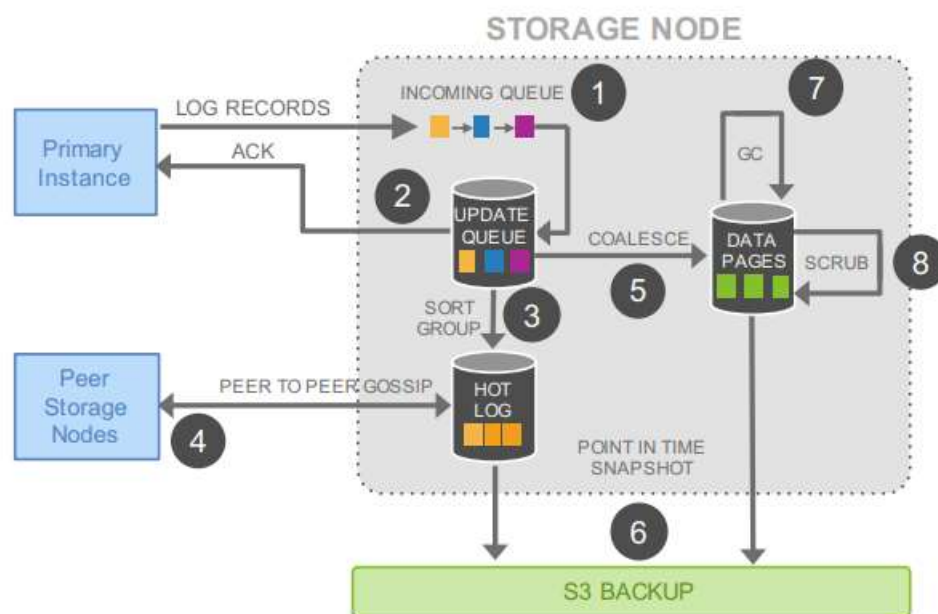 STORAGE NODE
LOG RECORDS
INCOMING QUEUE
1
7
Primary
Instance
ACK
GC
2
UPDATE
QUEUE
COALESCE
DATA
PAGES
SCRUB
8
5
SORT
GROUP
3
Peer
Storage
Nodes
PEER TO PEER GOSSIP
4
HOT
LOG
POINT IN TIME
SNAPSHOT
6
S3 BACKUP